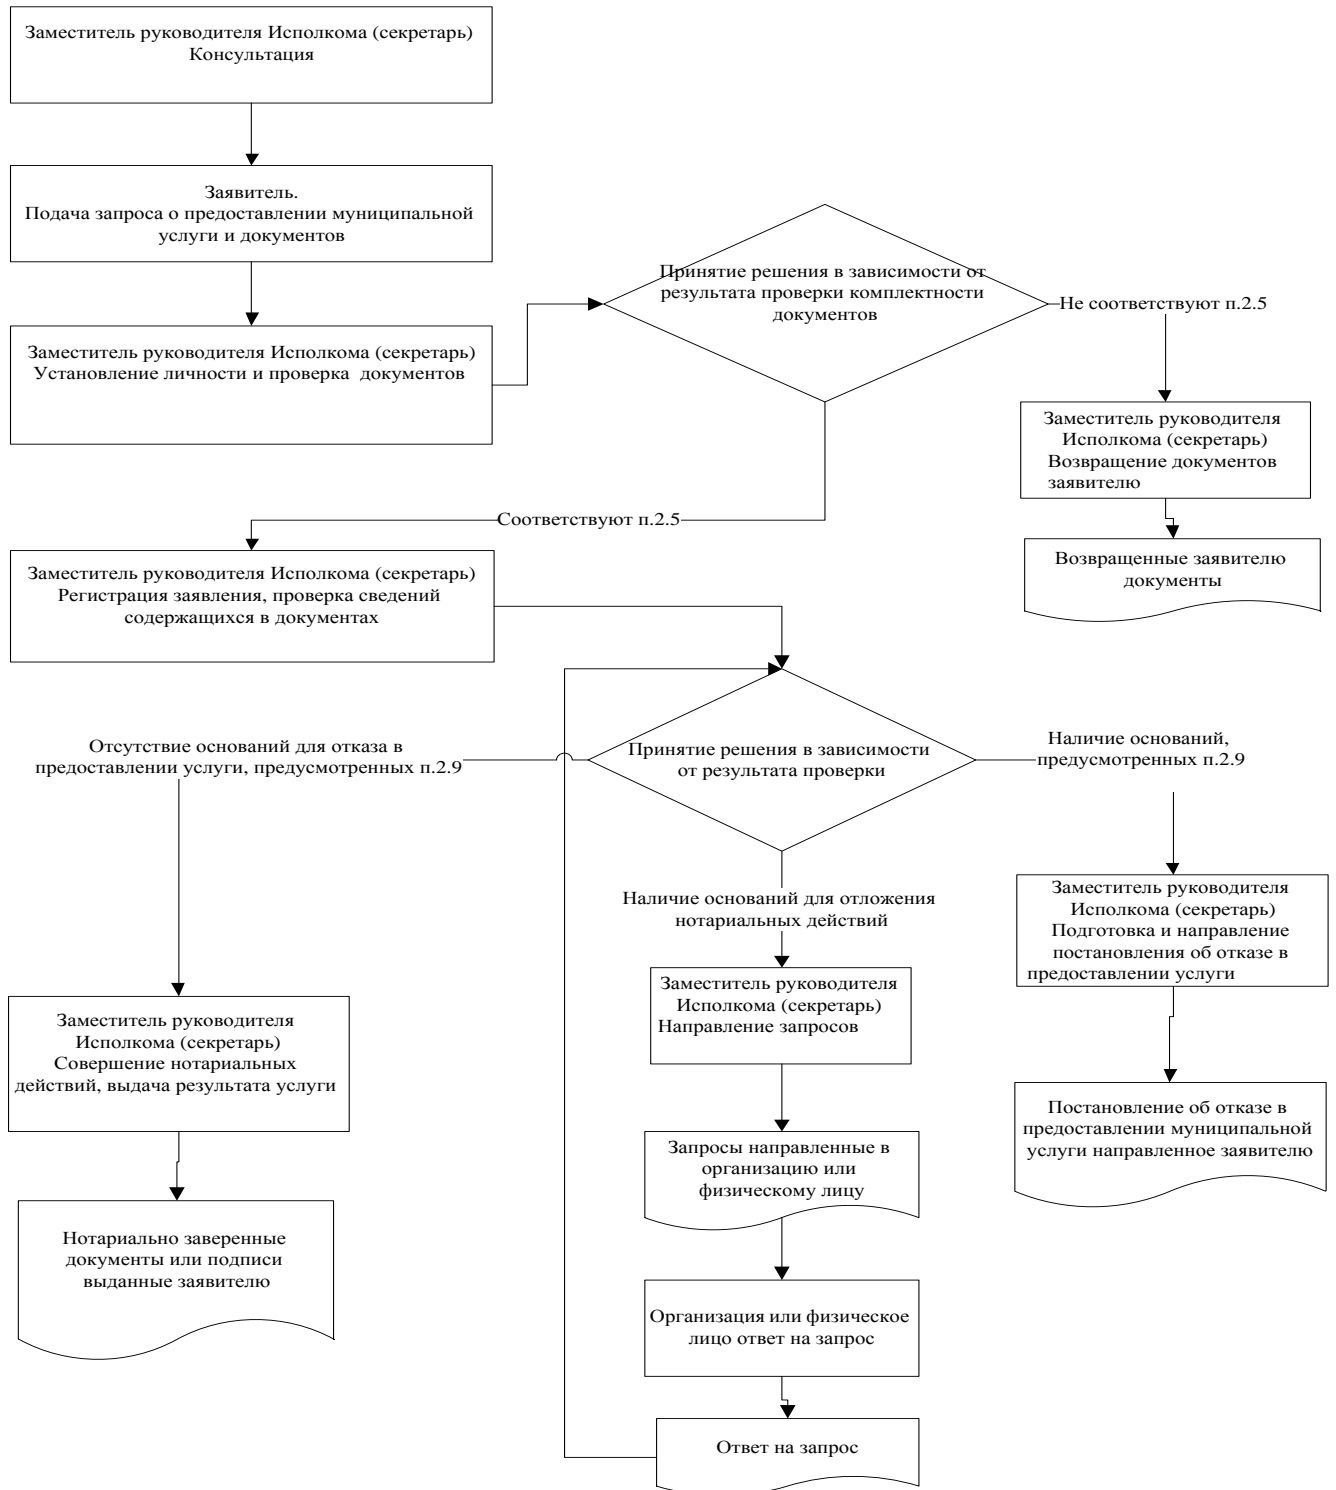 Заместитель руководителя Исполкома (секретарь)
Консультация
Заявитель.
Подача запроса о предоставлении муниципальной
услуги и документов
Заместитель руководителя Исполкома (секретарь)
Установление личности и проверка документов
Принятие решения в зависимости от
результата проверки комплектности
документов
Не соответствуют п.2.5
Заместитель руководителя
Исполкома (секретарь)
Возвращение документов
заявителю
Возвращенные заявителю
документы
Соответствуют п.2.5
Заместитель руководителя Исполкома (секретарь)
Регистрация заявления, проверка сведений
содержащихся в документах
Отсутствие оснований для отказа в
предоставлении услуги, предусмотренных п.2.9
Принятие решения в зависимости
от результата проверки
Наличие оснований,
предусмотренных п.2.9
Наличие оснований для отложения
нотариальных действий
Заместитель руководителя
Исполкома (секретарь)
Подготовка и направление
постановления об отказе в
предоставлении услуги
Заместитель руководителя
Исполкома (секретарь)
Направление запросов
Заместитель руководителя
Исполкома (секретарь)
Совершение нотариальных
действий, выдача результата услуги
Постановление об отказе в
предоставлении муниципальной
услуги направленное заявителю
Запросы направленные в
организацию или
физическому лицу
Нотариально заверенные
документы или подписи
выданные заявителю
Организация или физическое
лицо ответ на запрос
Ответ на запрос